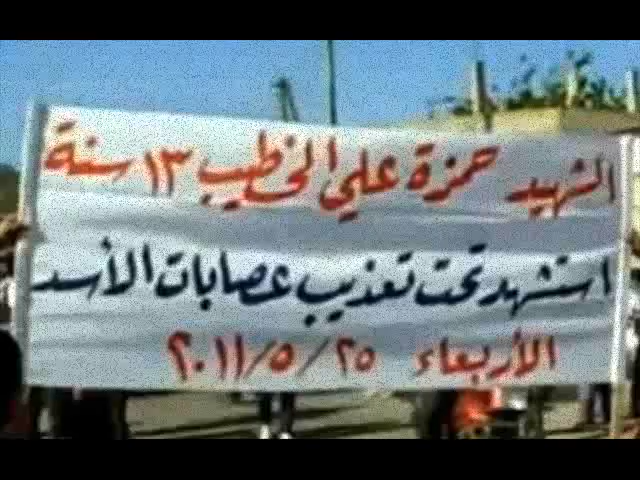 الشهيد حمزة علي الخطيب ١٣ سنة
استشهد تحت تعذيب عصابات الأسد
الأربعاء ٢٥/٥/٢٠١١